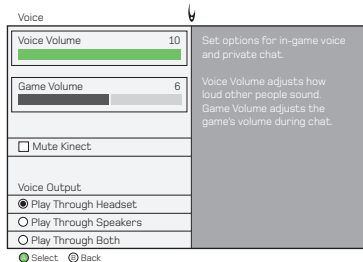 Voice
Voice Volume 10
Game Volume 6
Mute Kinect
Voice Output
Play Through Headset
Play Through Speakers
Play Through Both
Set options for in-game voice
and private chat.
Voice Volume adjusts how
loud other people sound.
Game Volume adjusts the
game's volume during chat.
A Select B Back